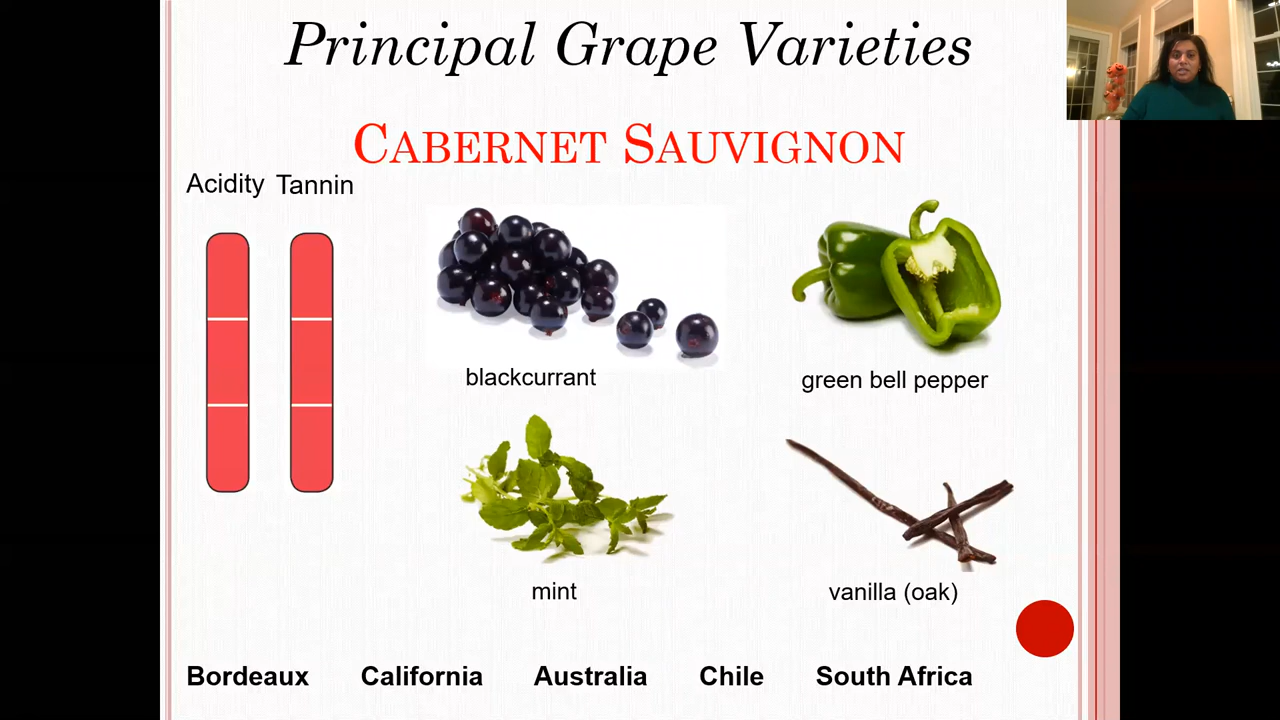 Principal Grape Varieties
CABERNET SAUVIGNON
Acidity Tannin
blackcurrant
green bell pepper
mint
vanilla (oak)
Bordeaux California Australia Chile South Africa